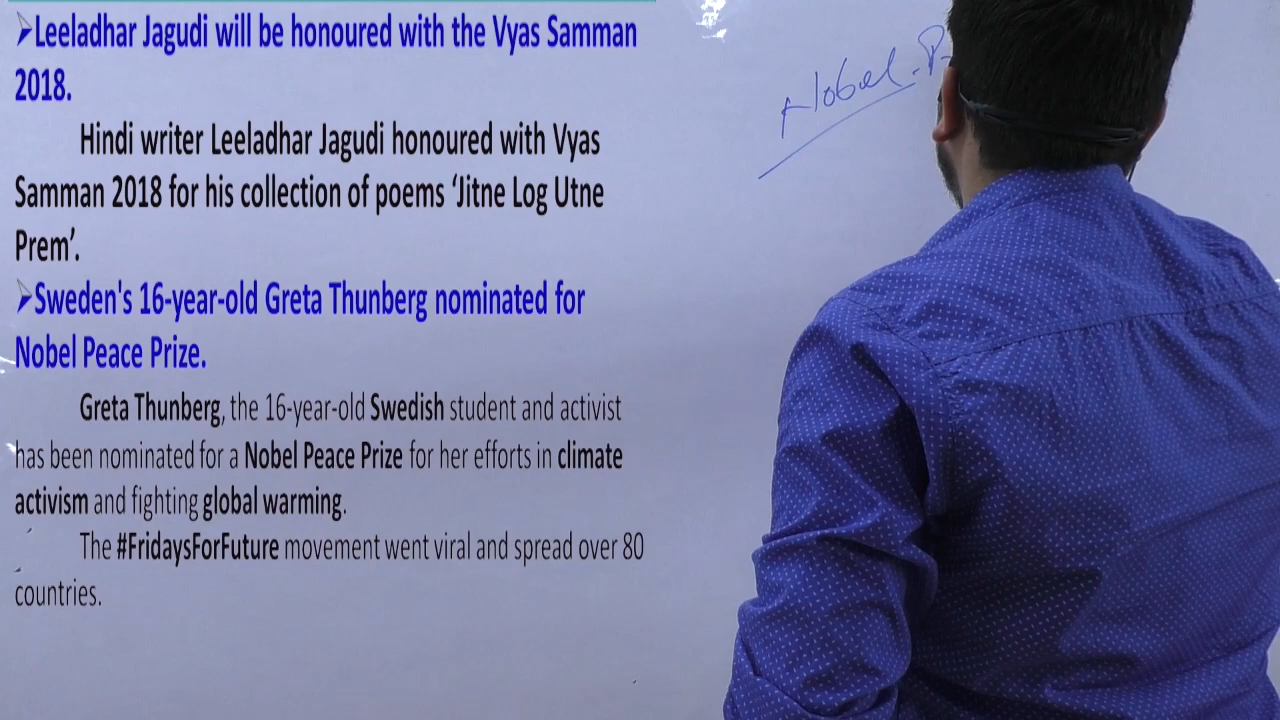 ➢Leeladhar Jagudi will be honoured with the Vyas Samman
2018.
Hindi writer Leeladhar Jagudi honoured with Vyas
Samman 2018 for his collection of poems ‘Jitne Log Utne
Prem’.
➢Sweden's 16-year-old Greta Thunberg nominated for
Nobel Peace Prize.
Greta Thunberg, the 16-year-old Swedish student and activist
has been nominated for a Nobel Peace Prize for her efforts in climate
activism and fighting global warming.
The #FridaysForFuture movement went viral and spread over 80
countries.
Nobel P